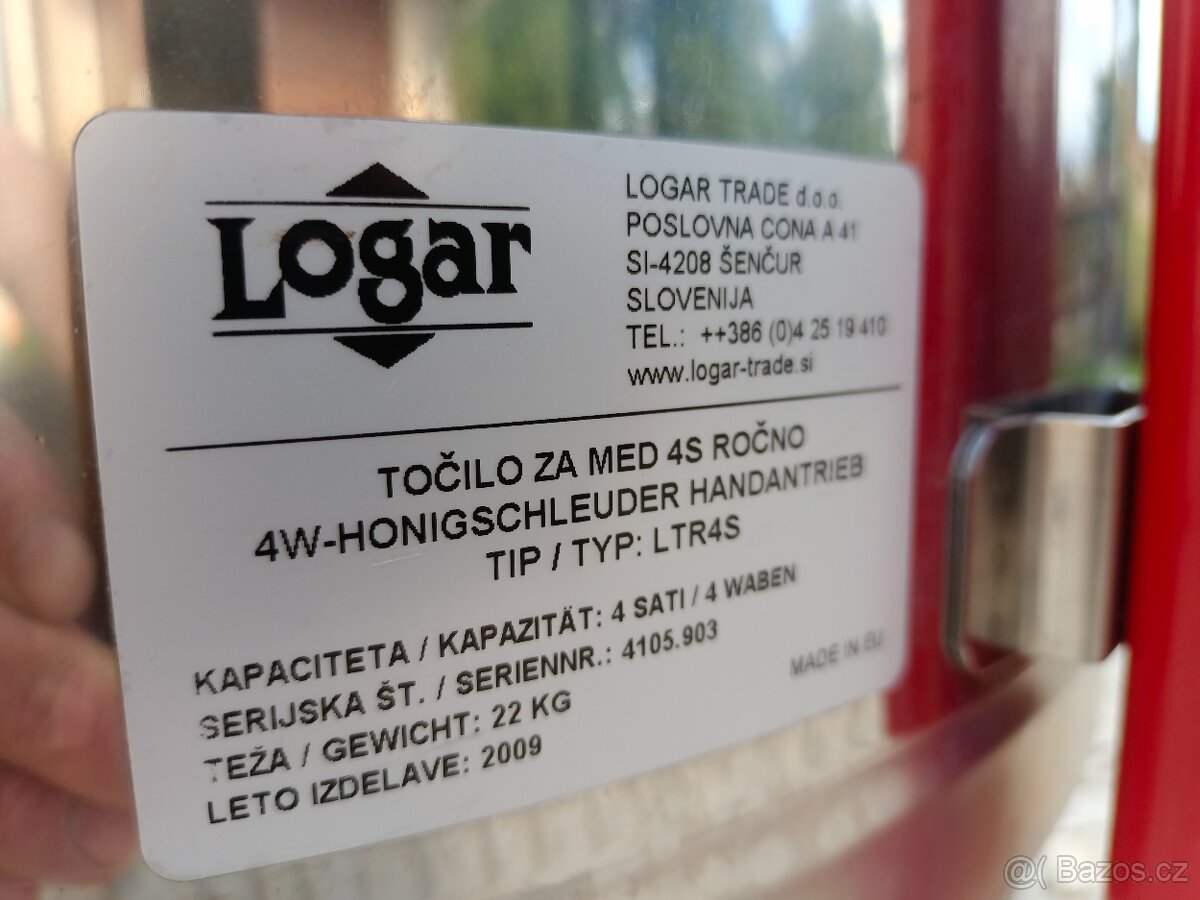 Logar
LOGAR TRADE d.o.o.
POSLOVNA CONA A 41
SI-4208 ŠENČUR
SLOVENIJA
TEL.: ++386 (0)4 25 19 410
www.logar-trade.si
TOČILO ZA MED 4S ROČNO
4W-HONIGSCHLEUDER HANDANTRIEB
TIP / TYP: LTR4S
KAPACITETA / KAPAZITÄT: 4 SATI / 4 WABEN
SERIJSKA ŠT. / SERIENNR.: 4105.903
TEŽA / GEWICHT: 22 KG
LETO IZDELAVE: 2009
MADE IN EU
@( Bazos.cz